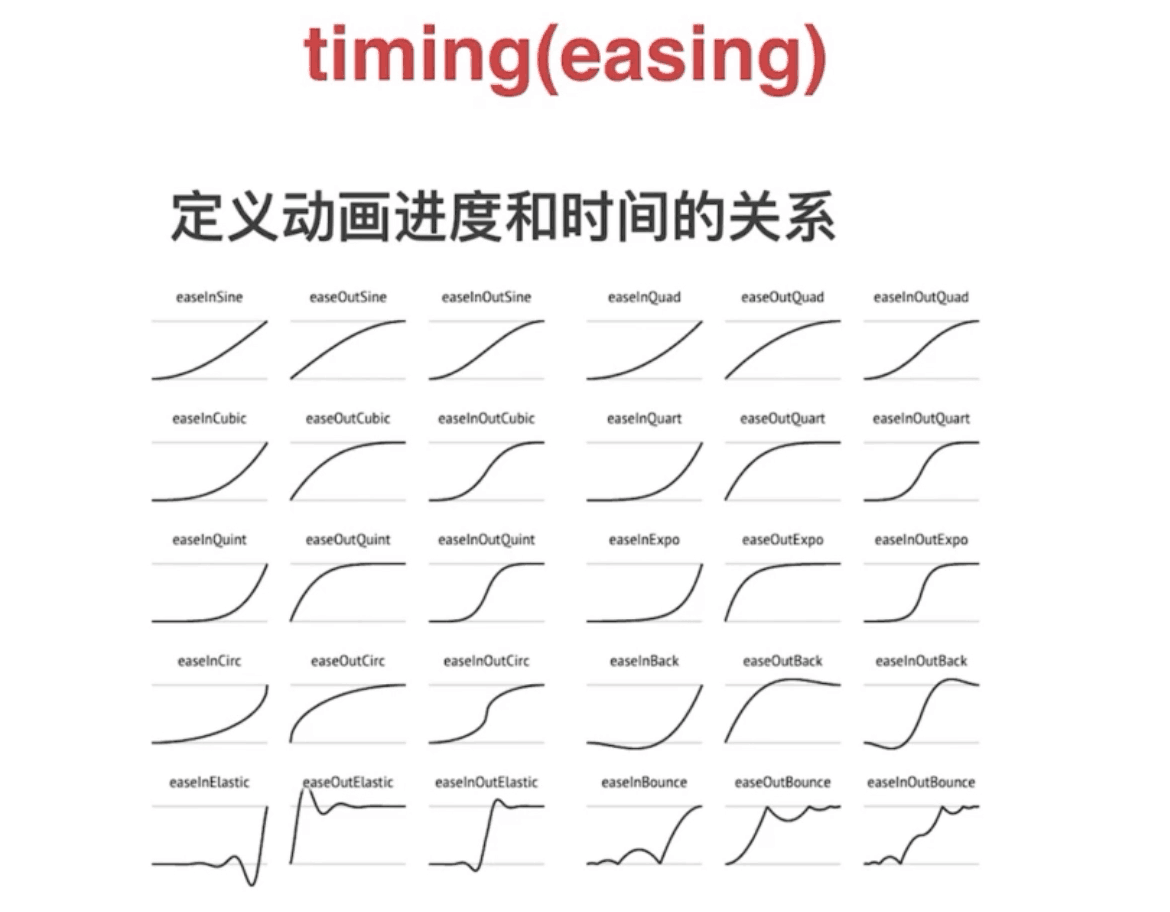 timing(easing)
定义动画进度和时间的关系
easeInSine easeOutSine easeInOutSine easeInQuad easeOutQuad easeInOutQuad
easeInCubic easeOutCubic easeInOutCubic easeInQuart easeOutQuart easeInOutQuart
easeInQuint easeOutQuint easeInOutQuint easeInExpo easeOutExpo easeInOutExpo
easeInCirc easeOutCirc easeInOutCirc easeInBack easeOutBack easeInOutBack
easeInElastic easeOutElastic easeInOutElastic easeInBounce easeOutBounce easeInOutBounce